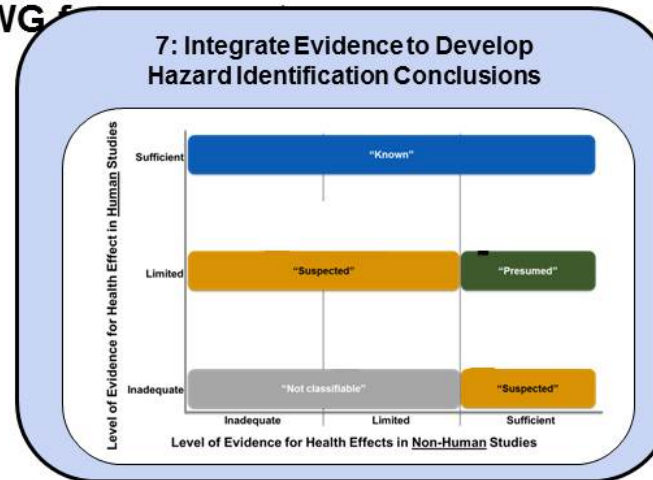 WG
7: Integrate Evidence to Develop
Hazard Identification Conclusions
Level of Evidence for Health Effect in Human Studies
Sufficient
"Known"
Limited
"Suspected"
"Presumed"
Inadequate
"Not classifiable"
"Suspected"
Inadequate
Limited
Sufficient
Level of Evidence for Health Effects in Non-Human Studies